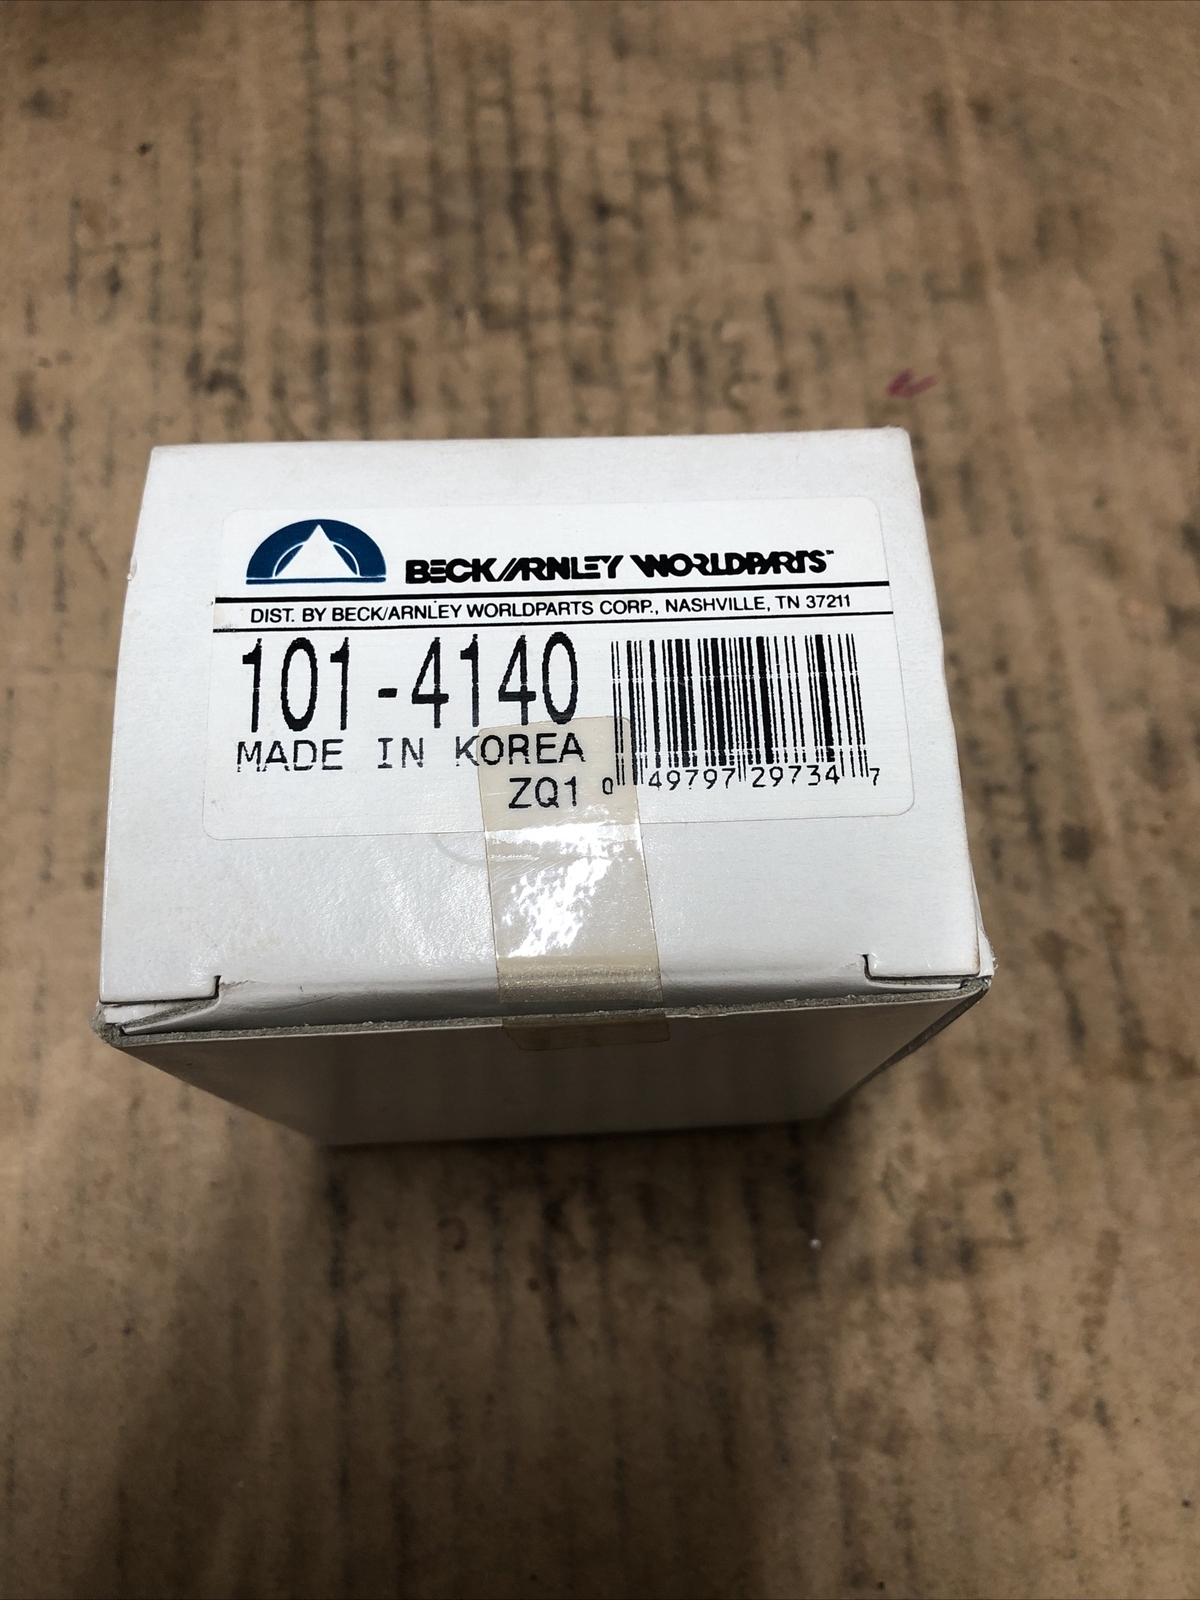 BECK/ARNLEY WORLDPARTS™
DIST. BY BECK/ARNLEY WORLDPARTS CORP., NASHVILLE, TN 37211
101-4140
MADE IN KOREA
ZQ1
0 49797 29734 7